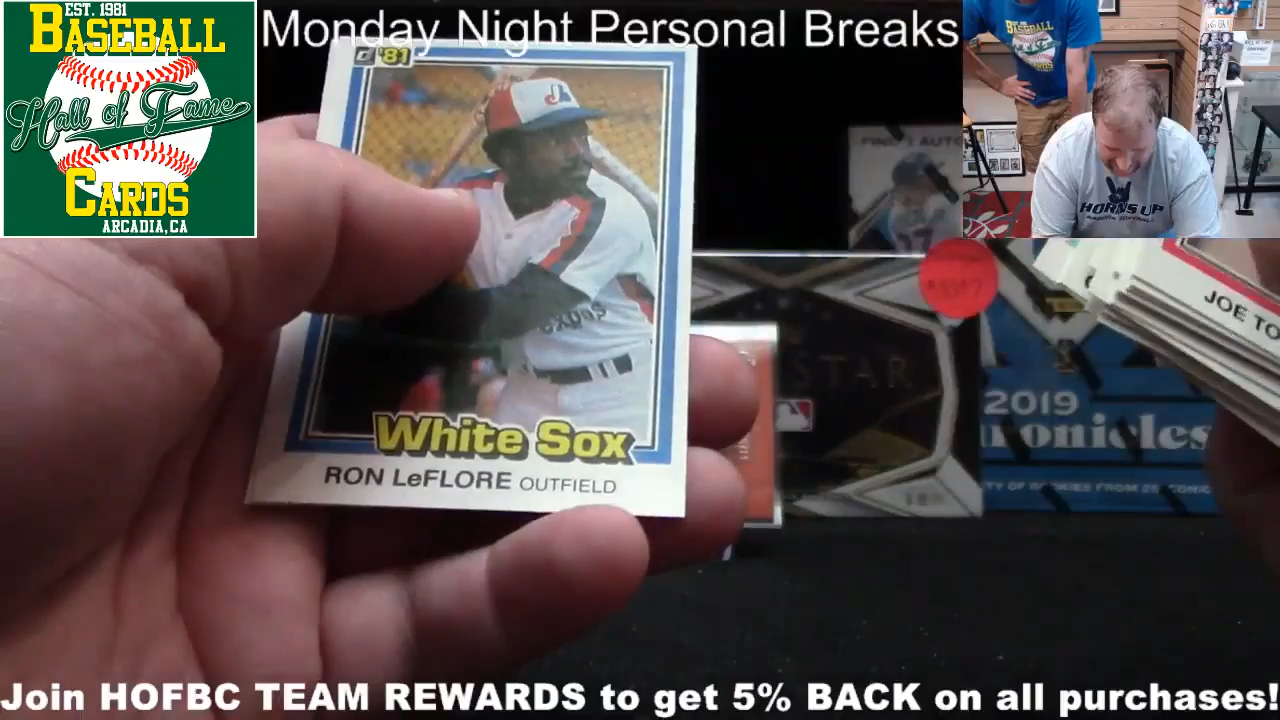 EST. 1981
BASEBALL
Hall of Fame
CARDS
ARCADIA, CA
Monday Night Personal Breaks
'81
expos
White Sox
RON LeFLORE OUTFIELD
JOE TO
STAR
2019
ronicles
HORNS UP
Join HOFBC TEAM REWARDS to get 5% BACK on all purchases!